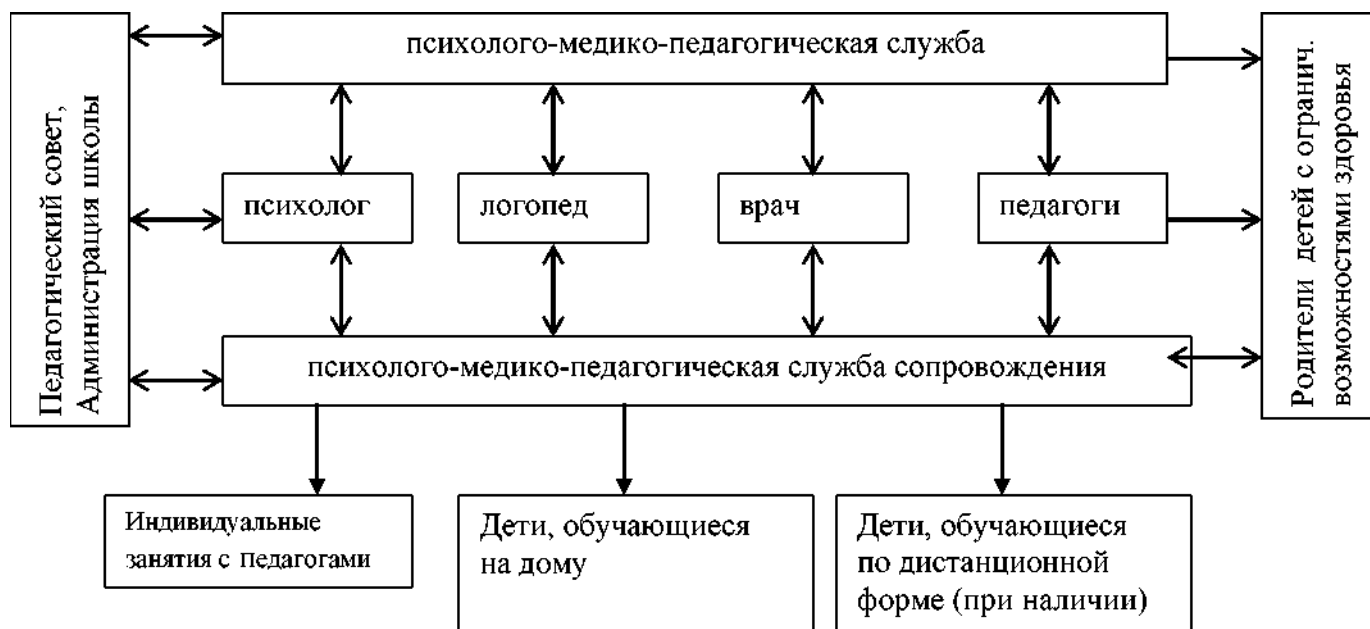 Педагогический совет,
Администрация школы
психолого-медико-педагогическая служба
Родители детей с огранич.
возможностями здоровья
психолог
логопед
врач
педагоги
психолого-медико-педагогическая служба сопровождения
Индивидуальные
занятия с педагогами
Дети, обучающиеся
на дому
Дети, обучающиеся
по дистанционной
форме (при наличии)